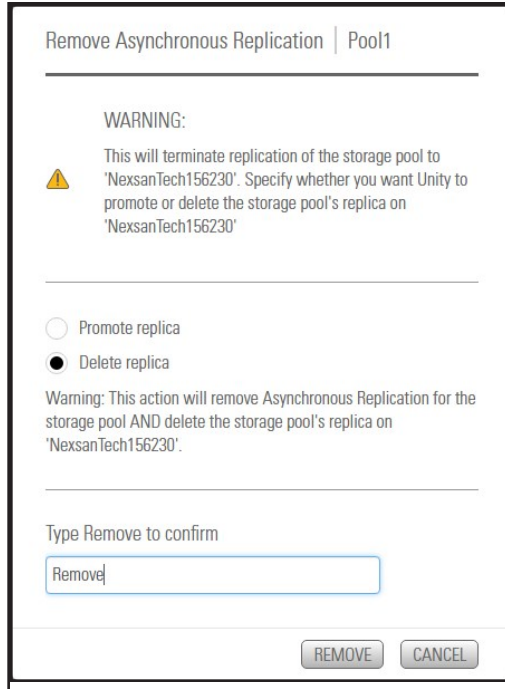 Remove Asynchronous Replication | Pool1
WARNING:
This will terminate replication of the storage pool to
'NexsanTech156230'. Specify whether you want Unity to
promote or delete the storage pool's replica on
'NexsanTech156230'
Promote replica
Delete replica
Warning: This action will remove Asynchronous Replication for the
storage pool AND delete the storage pool's replica on
'NexsanTech156230'.
Type Remove to confirm
Remove
REMOVE CANCEL